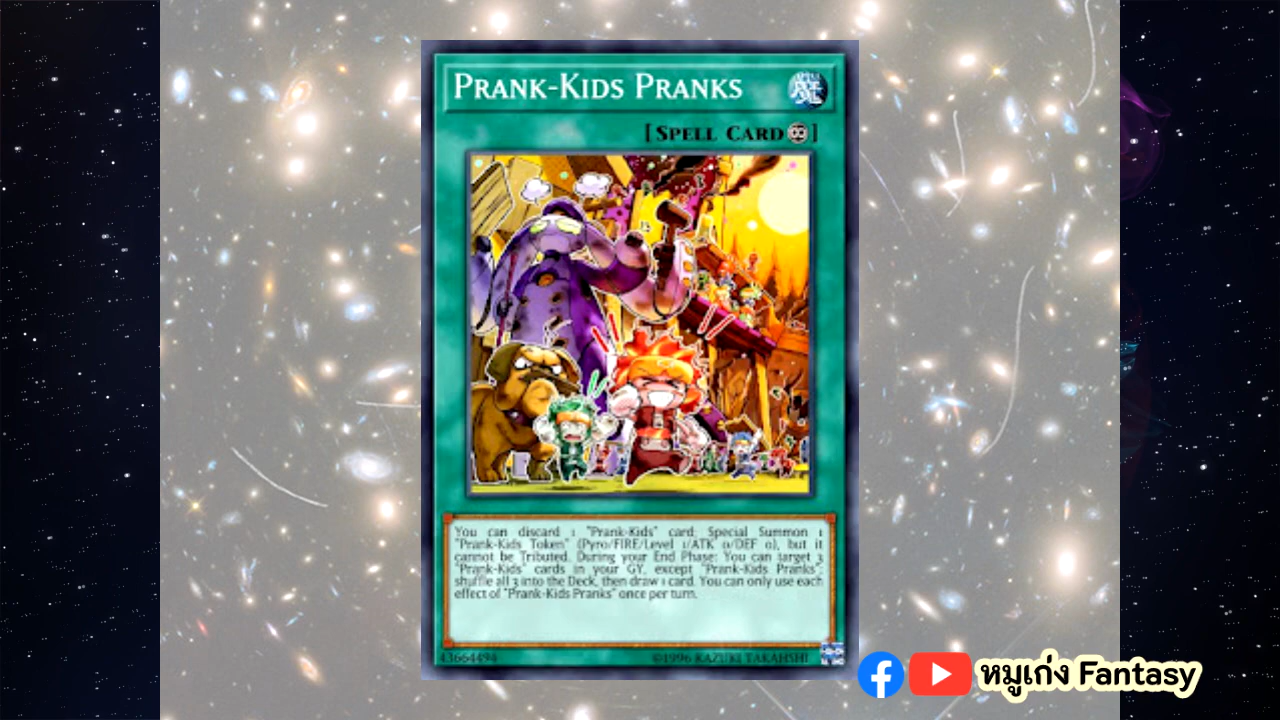 PRANK-KIDS PRANKS
[SPELL CARD]
You can discard 1 "Prank-Kids" card; Special Summon 1
"Prank-Kids Token" (Pyro/FIRE/Level 1/ATK 0/DEF 0), but it
cannot be Tributed. During your End Phase: You can target 3
"Prank-Kids" cards in your GY, except "Prank-Kids Pranks";
shuffle all 3 into the Deck, then draw 1 card. You can only use each
effect of "Prank-Kids Pranks" once per turn.
43664494
©1996 KAZUKI TAKAHSHI
หมูเก่ง Fantasy